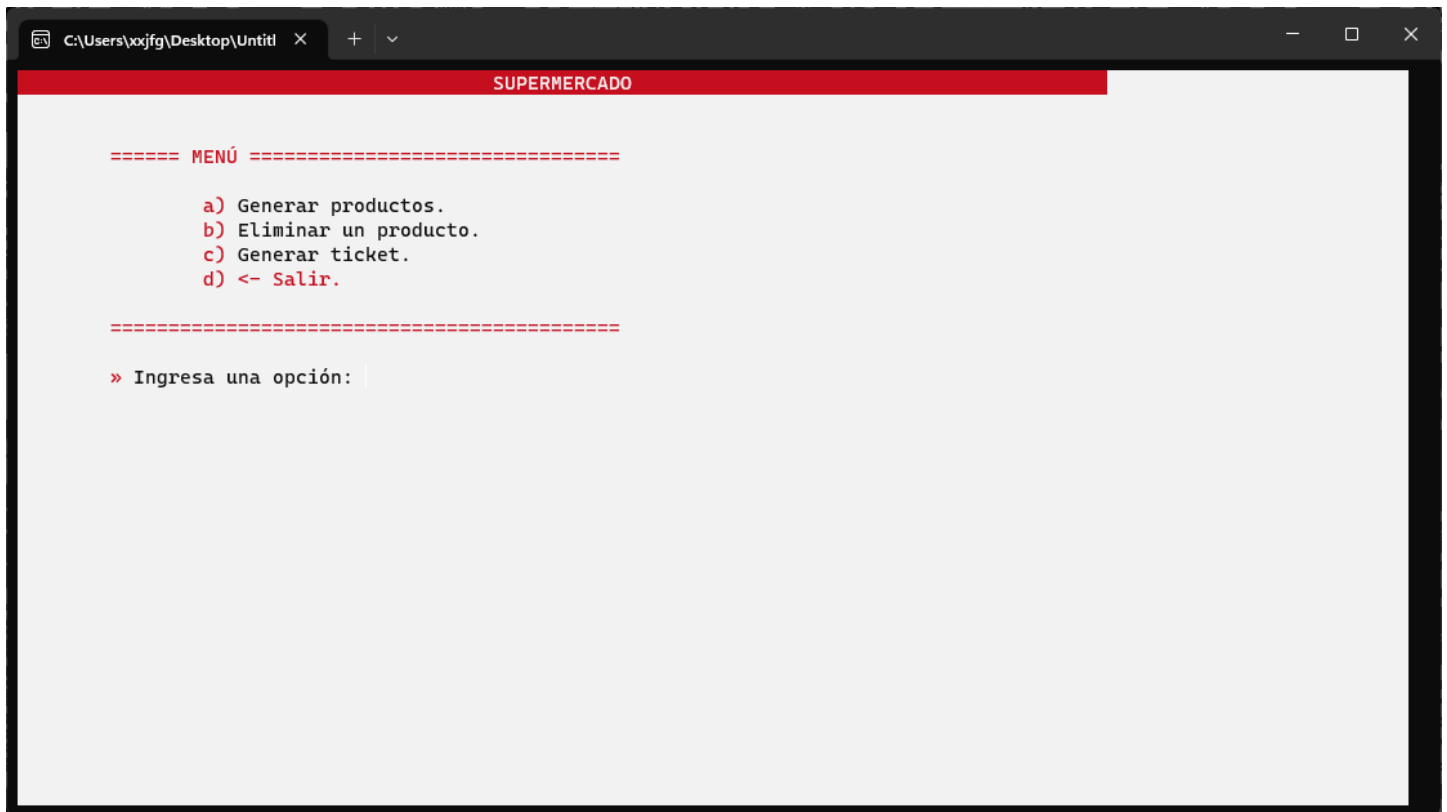 C:\Users\xxjfg\Desktop\Untitl
SUPERMERCADO
====== MENÚ ================================
a) Generar productos.
b) Eliminar un producto.
c) Generar ticket.
d) <- Salir.
============================================
» Ingresa una opción: